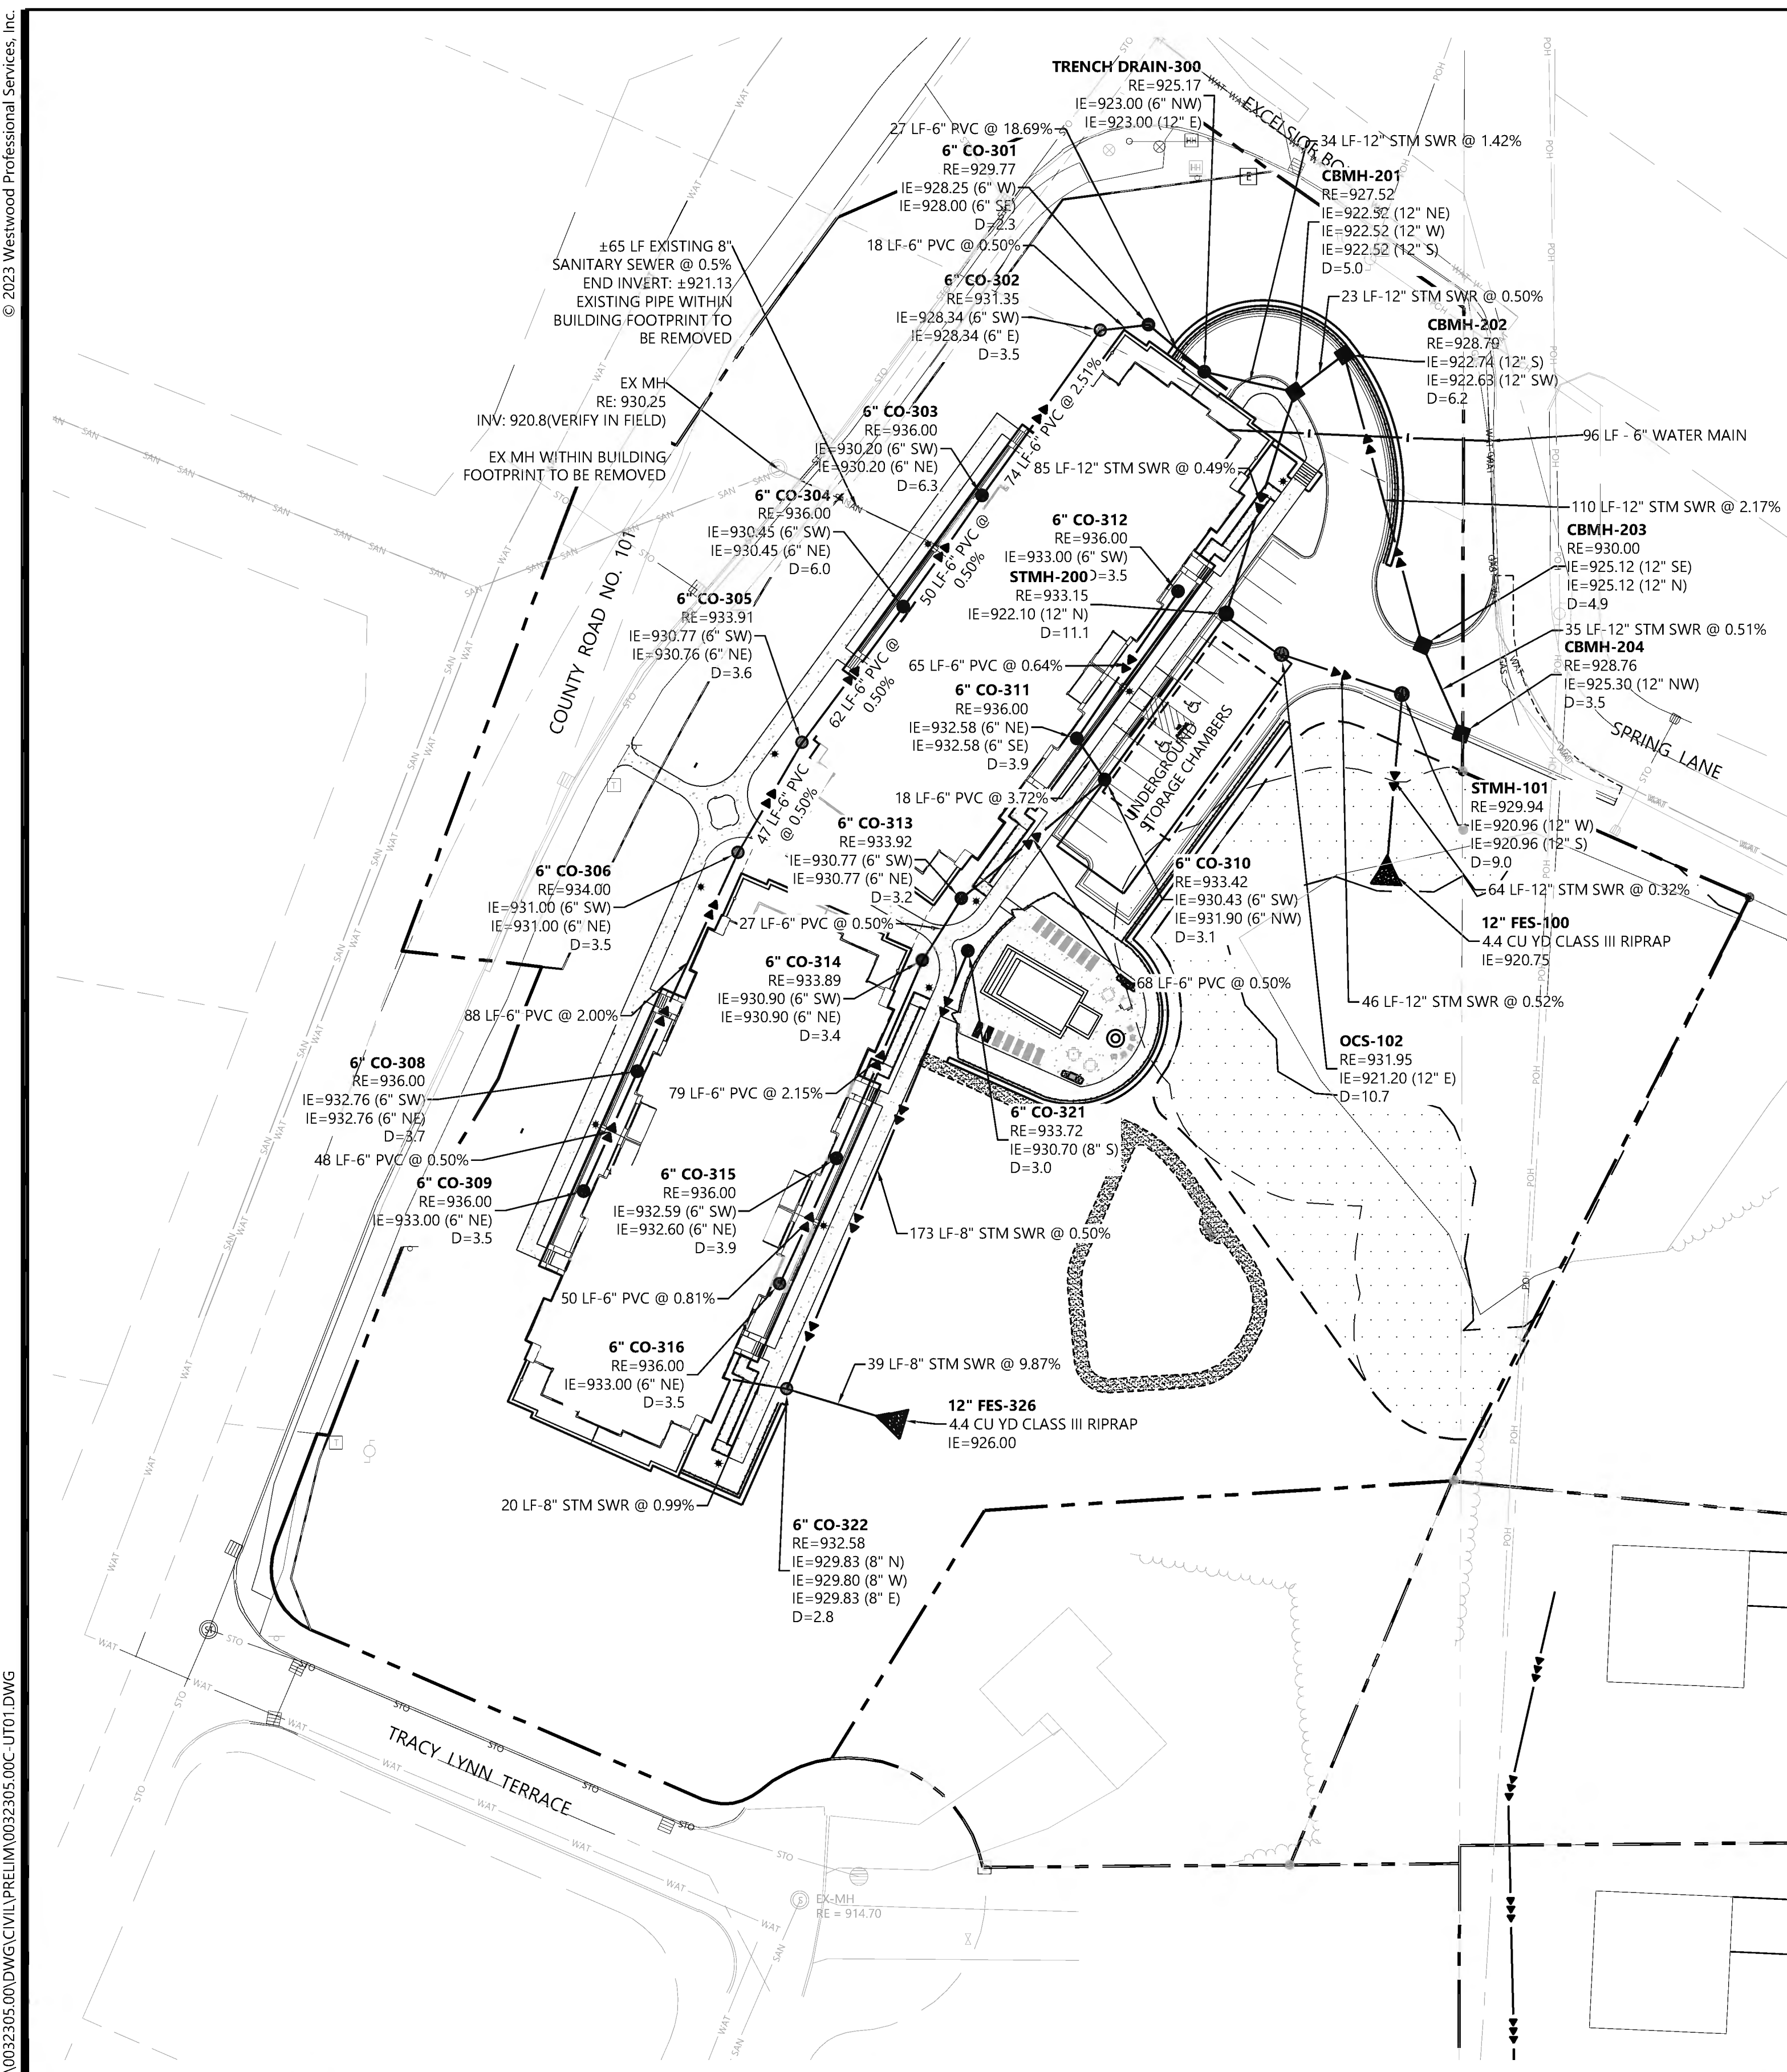 © 2023 Westwood Professional Services, Inc.
\0032305.00\DWG\CIVIL\PRELIM\0032305.00C-UT01.DWG
TRENCH DRAIN-300
RE=925.17
IE=923.00 (6" NW)
IE=923.00 (12" E)
27 LF-6" PVC @ 18.69%
6" CO-301
RE=929.77
IE=928.25 (6" W)
IE=928.00 (6" SE)
D=2.3
18 LF-6" PVC @ 0.50%
EXCELSIOR
34 LF-12" STM SWR @ 1.42%
CBMH-201
RE=927.52
IE=922.52 (12" NE)
IE=922.52 (12" W)
IE=922.52 (12" S)
D=5.0
23 LF-12" STM SWR @ 0.50%
CBMH-202
RE=928.79
IE=922.74 (12" S)
IE=922.63 (12" SW)
D=6.2
±65 LF EXISTING 8"
SANITARY SEWER @ 0.5%
END INVERT: ±921.13
EXISTING PIPE WITHIN
BUILDING FOOTPRINT TO
BE REMOVED
6" CO-302
RE=931.35
IE=928.34 (6" SW)
IE=928.34 (6" E)
D=3.5
EX MH
RE: 930.25
INV: 920.8(VERIFY IN FIELD)
EX MH WITHIN BUILDING
FOOTPRINT TO BE REMOVED
6" CO-303
RE=936.00
IE=930.20 (6" SW)
IE=930.20 (6" NE)
D=6.3
74 LF-6" PVC @ 2.51%
96 LF - 6" WATER MAIN
85 LF-12" STM SWR @ 0.49%
6" CO-304
RE=936.00
IE=930.45 (6" SW)
IE=930.45 (6" NE)
D=6.0
50 LF-6" PVC @
0.50%
110 LF-12" STM SWR @ 2.17%
CBMH-203
RE=930.00
IE=925.12 (12" SE)
IE=925.12 (12" N)
D=4.9
6" CO-312
RE=936.00
IE=933.00 (6" SW)
D=3.5
STMH-200
RE=933.15
IE=922.10 (12" N)
D=11.1
COUNTY ROAD NO. 101
6" CO-305
RE=933.91
IE=930.77 (6" SW)
IE=930.76 (6" NE)
D=3.6
62 LF-6" PVC @
0.50%
35 LF-12" STM SWR @ 0.51%
CBMH-204
RE=928.76
IE=925.30 (12" NW)
D=3.5
65 LF-6" PVC @ 0.64%
6" CO-311
RE=936.00
IE=932.58 (6" NE)
IE=932.58 (6" SE)
D=3.9
UNDERGROUND
STORAGE CHAMBERS
SPRING LANE
18 LF-6" PVC @ 3.72%
47 LF-6" PVC
@ 0.50%
STMH-101
RE=929.94
IE=920.96 (12" W)
IE=920.96 (12" S)
D=9.0
6" CO-313
RE=933.92
IE=930.77 (6" SW)
IE=930.77 (6" NE)
D=3.2
6" CO-306
RE=934.00
IE=931.00 (6" SW)
IE=931.00 (6" NE)
D=3.5
6" CO-310
RE=933.42
IE=930.43 (6" SW)
IE=931.90 (6" NW)
D=3.1
64 LF-12" STM SWR @ 0.32%
27 LF-6" PVC @ 0.50%
12" FES-100
4.4 CU YD CLASS III RIPRAP
IE=920.75
6" CO-314
RE=933.89
IE=930.90 (6" SW)
IE=930.90 (6" NE)
D=3.4
68 LF-6" PVC @ 0.50%
46 LF-12" STM SWR @ 0.52%
88 LF-6" PVC @ 2.00%
OCS-102
RE=931.95
IE=921.20 (12" E)
D=10.7
6" CO-308
RE=936.00
IE=932.76 (6" SW)
IE=932.76 (6" NE)
D=3.7
79 LF-6" PVC @ 2.15%
6" CO-321
RE=933.72
IE=930.70 (8" S)
D=3.0
48 LF-6" PVC @ 0.50%
6" CO-309
RE=936.00
IE=933.00 (6" NE)
D=3.5
6" CO-315
RE=936.00
IE=932.59 (6" SW)
IE=932.60 (6" NE)
D=3.9
173 LF-8" STM SWR @ 0.50%
50 LF-6" PVC @ 0.81%
6" CO-316
RE=936.00
IE=933.00 (6" NE)
D=3.5
39 LF-8" STM SWR @ 9.87%
12" FES-326
4.4 CU YD CLASS III RIPRAP
IE=926.00
20 LF-8" STM SWR @ 0.99%
6" CO-322
RE=932.58
IE=929.83 (8" N)
IE=929.80 (8" W)
IE=929.83 (8" E)
D=2.8
TRACY LYNN TERRACE
EX-MH
RE = 914.70